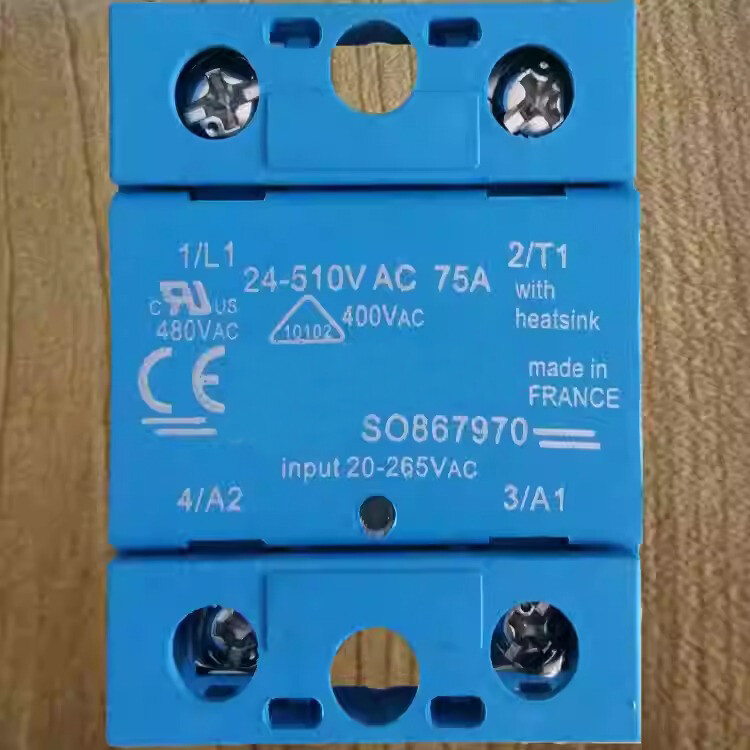 1/L1
24-510V AC 75A
2/T1
with
heatsink
c RU US
480VAC
10102
400VAC
CE
made in
FRANCE
SO867970
input 20-265VAC
4/A2
3/A1